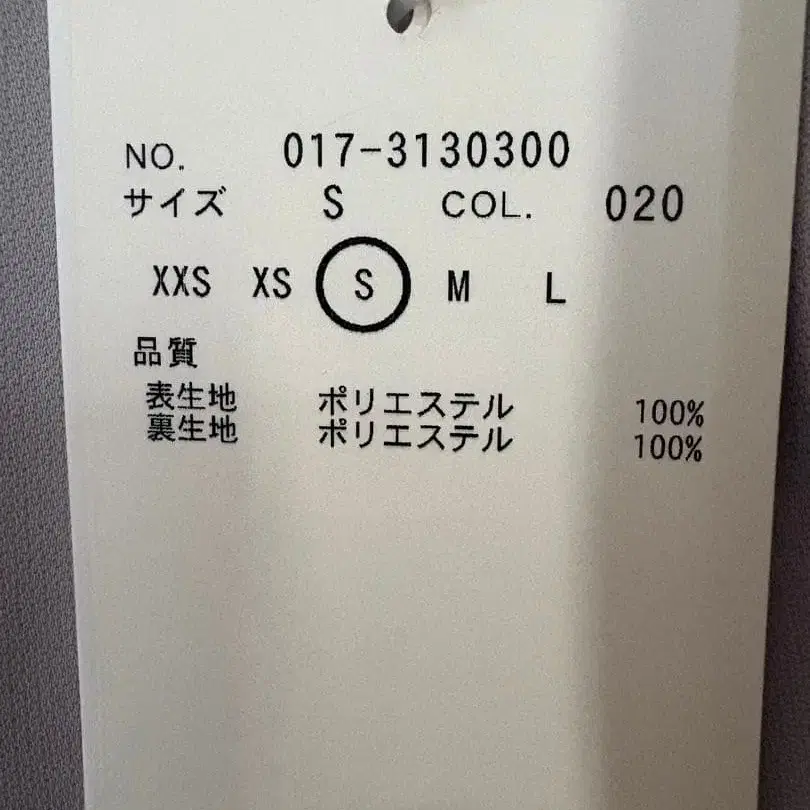 NO. 017-3130300
サイズ S COL. 020
XXS XS S M L
品質
表生地 ポリエステル 100%
裏生地 ポリエステル 100%